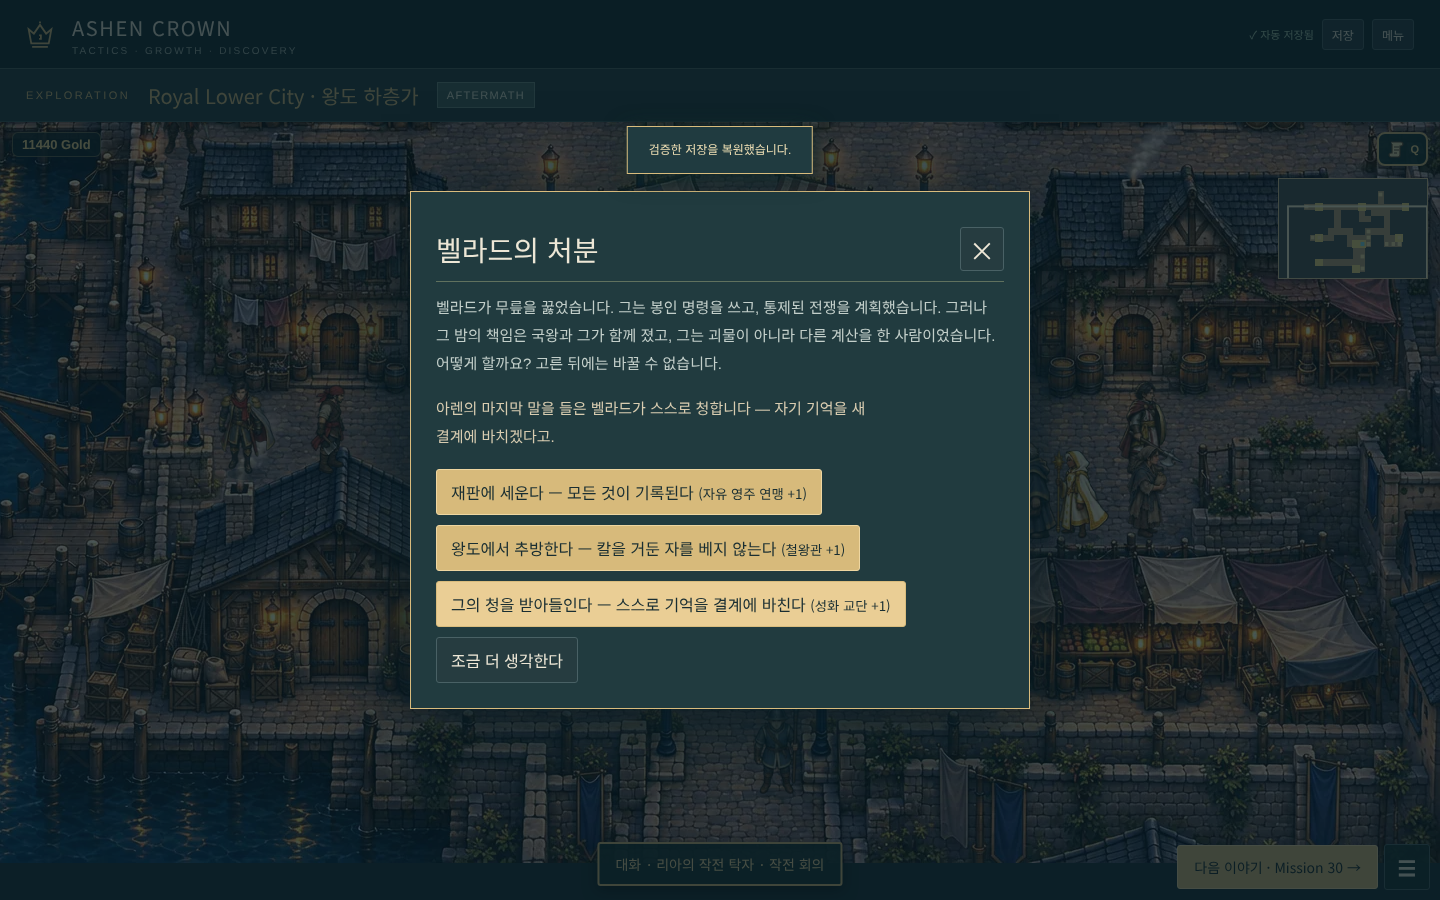 ASHEN CROWN
TACTICS · GROWTH · DISCOVERY
✓ 자동 저장됨
저장
메뉴
EXPLORATION
Royal Lower City · 왕도 하층가
AFTERMATH
11440 Gold
검증한 저장을 복원했습니다.
Q
벨라드의 처분
벨라드가 무릎을 꿇었습니다. 그는 봉인 명령을 쓰고, 통제된 전쟁을 계획했습니다. 그러나
그 밤의 책임은 국왕과 그가 함께 졌고, 그는 괴물이 아니라 다른 계산을 한 사람이었습니다.
어떻게 할까요? 고른 뒤에는 바꿀 수 없습니다.
아렌의 마지막 말을 들은 벨라드가 스스로 청합니다 — 자기 기억을 새
결계에 바치겠다고.
재판에 세운다 — 모든 것이 기록된다 (자유 영주 연맹 +1)
왕도에서 추방한다 — 칼을 거둔 자를 베지 않는다 (철왕관 +1)
그의 청을 받아들인다 — 스스로 기억을 결계에 바친다 (성화 교단 +1)
조금 더 생각한다
대화 · 리아의 작전 탁자 · 작전 회의
다음 이야기 · Mission 30 →